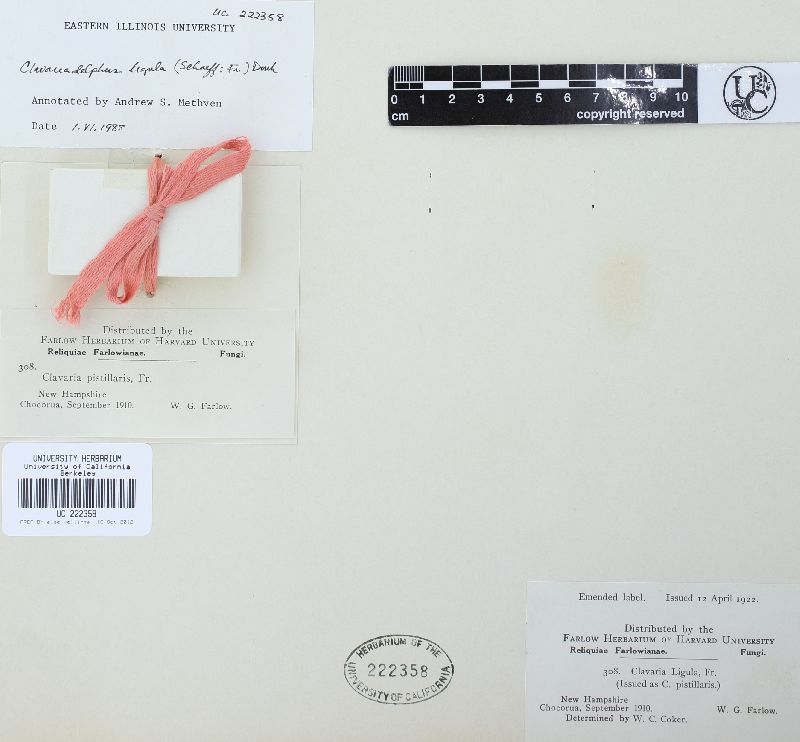 UC 222358
EASTERN ILLINOIS UNIVERSITY
Clavariadelphus ligula (Schaeff: Fr.) Donk
Annotated by Andrew S. Methven
Date 1.VI.1988
0 1 2 3 4 5 6 7 8 9 10
cm
copyright reserved
UC
Distributed by the
FARLOW HERBARIUM OF HARVARD UNIVERSITY
Reliquiae Farlowianae. Fungi.
308.
Clavaria pistillaris, Fr.
New Hampshire
Chocorua, September 1910. W. G. Farlow.
UNIVERSITY HERBARIUM
University of California
Berkeley
UC 222358
HERBARIUM OF THE
222358
UNIVERSITY OF CALIFORNIA
Emended label. Issued 12 April 1922.
Distributed by the
FARLOW HERBARIUM OF HARVARD UNIVERSITY
Reliquiae Farlowianae. Fungi.
308. Clavaria Ligula, Fr.
(Issued as C. pistillaris.)
New Hampshire
Chocorua, September 1910. W. G. Farlow.
Determined by W. C. Coker.